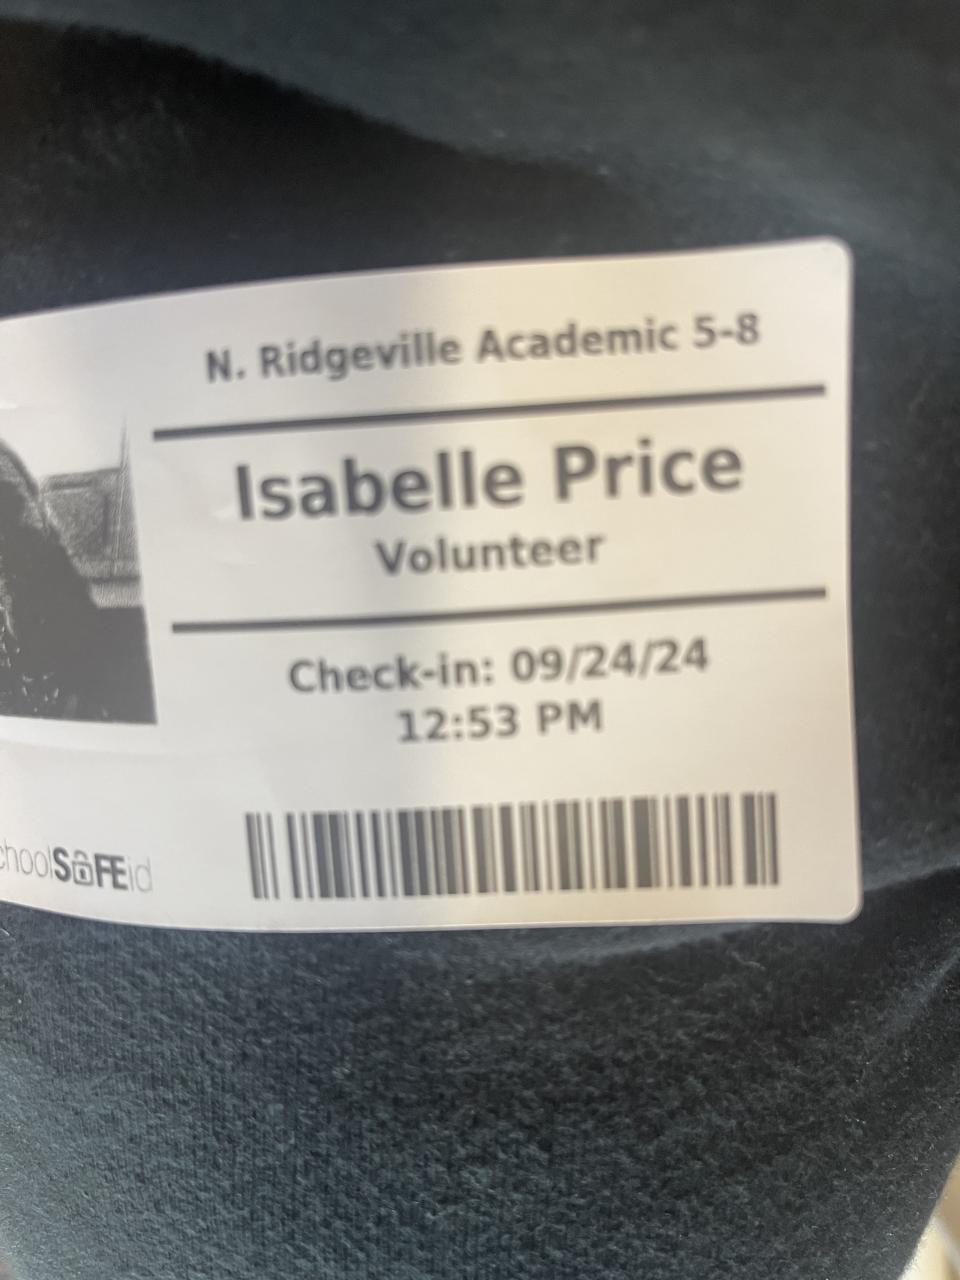 N. Ridgeville Academic 5-8
Isabelle Price
Volunteer
Check-in: 09/24/24
12:53 PM
choolSAFEid